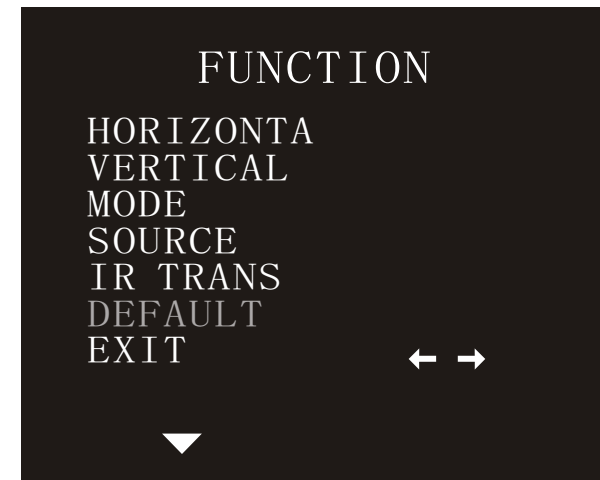 FUNCTION
HORIZONTA
VERTICAL
MODE
SOURCE
IR TRANS
DEFAULT
EXIT